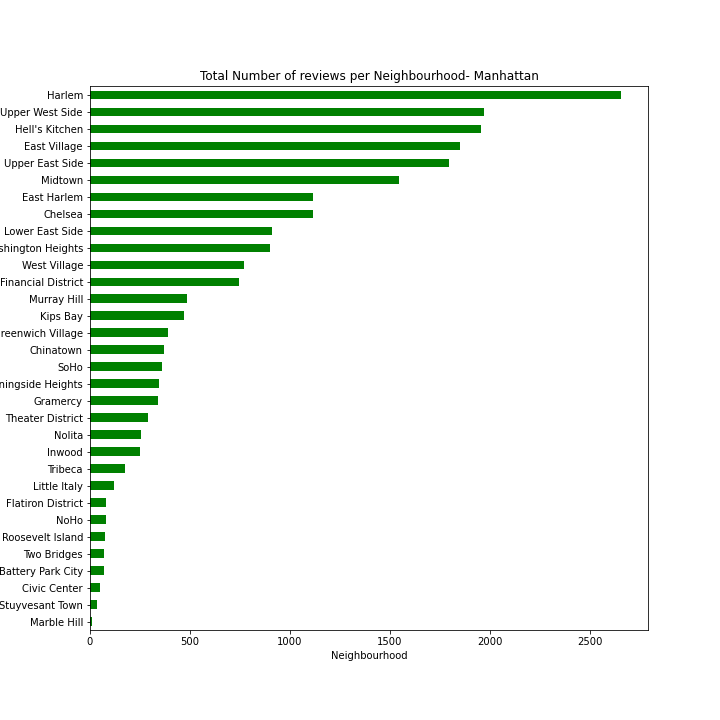 Total Number of reviews per Neighbourhood- Manhattan
Harlem
Upper West Side
Hell's Kitchen
East Village
Upper East Side
Midtown
East Harlem
Chelsea
Lower East Side
shington Heights
West Village
Financial District
Murray Hill
Kips Bay
reenwich Village
Chinatown
SoHo
ningside Heights
Gramercy
Theater District
Nolita
Inwood
Tribeca
Little Italy
Flatiron District
NoHo
Roosevelt Island
Two Bridges
Battery Park City
Civic Center
Stuyvesant Town
Marble Hill
0 500 1000 1500 2000 2500
Neighbourhood